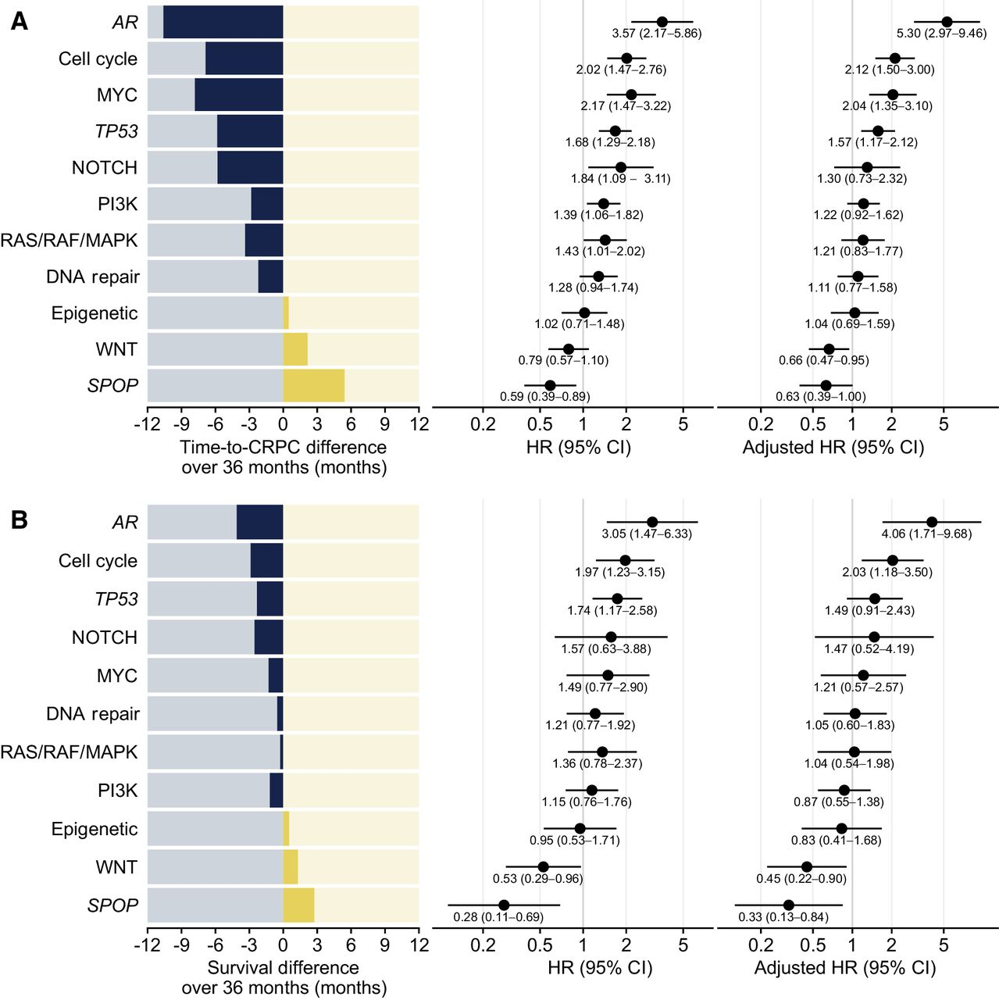 A
AR
3.57 (2.17–5.86)
5.30 (2.97–9.46)
Cell cycle
2.02 (1.47–2.76)
2.12 (1.50–3.00)
MYC
2.17 (1.47–3.22)
2.04 (1.35–3.10)
TP53
1.68 (1.29–2.18)
1.57 (1.17–2.12)
NOTCH
1.84 (1.09 – 3.11)
1.30 (0.73–2.32)
PI3K
1.39 (1.06–1.82)
1.22 (0.92–1.62)
RAS/RAF/MAPK
1.43 (1.01–2.02)
1.21 (0.83–1.77)
DNA repair
1.28 (0.94–1.74)
1.11 (0.77–1.58)
Epigenetic
1.02 (0.71–1.48)
1.04 (0.69–1.59)
WNT
0.79 (0.57–1.10)
0.66 (0.47–0.95)
SPOP
0.59 (0.39–0.89)
0.63 (0.39–1.00)
-12 -9 -6 -3 0 3 6 9 12
0.2 0.5 1 2 5
0.2 0.5 1 2 5
Time-to-CRPC difference
over 36 months (months)
HR (95% CI)
Adjusted HR (95% CI)
B
AR
3.05 (1.47–6.33)
4.06 (1.71–9.68)
Cell cycle
1.97 (1.23–3.15)
2.03 (1.18–3.50)
TP53
1.74 (1.17–2.58)
1.49 (0.91–2.43)
NOTCH
1.57 (0.63–3.88)
1.47 (0.52–4.19)
MYC
1.49 (0.77–2.90)
1.21 (0.57–2.57)
DNA repair
1.21 (0.77–1.92)
1.05 (0.60–1.83)
RAS/RAF/MAPK
1.36 (0.78–2.37)
1.04 (0.54–1.98)
PI3K
1.15 (0.76–1.76)
0.87 (0.55–1.38)
Epigenetic
0.95 (0.53–1.71)
0.83 (0.41–1.68)
WNT
0.53 (0.29–0.96)
0.45 (0.22–0.90)
SPOP
0.28 (0.11–0.69)
0.33 (0.13–0.84)
-12 -9 -6 -3 0 3 6 9 12
0.2 0.5 1 2 5
0.2 0.5 1 2 5
Survival difference
over 36 months (months)
HR (95% CI)
Adjusted HR (95% CI)